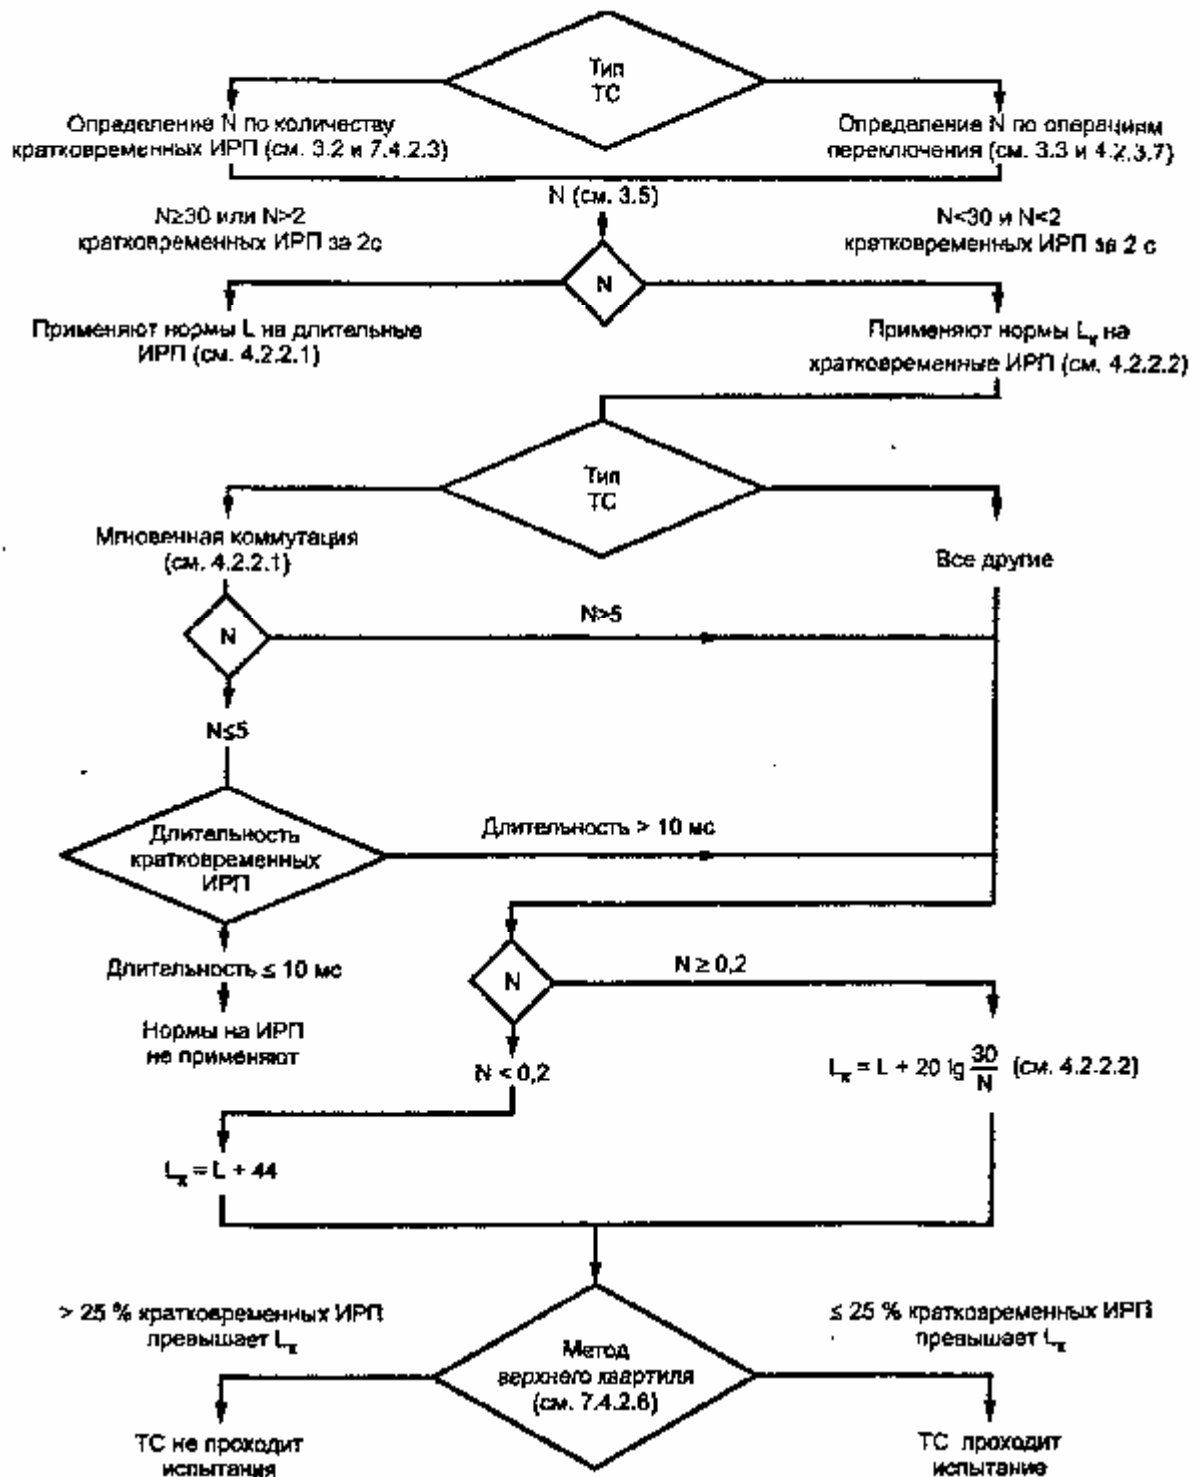 Тип
ТС
Определение N по количеству
кратковременных ИРП (см. 3.2 и 7.4.2.3)
Определение N по операциям
переключения (см. 3.3 и 4.2.3.7)
N (см. 3.5)
N≥30 или N>2
кратковременных ИРП за 2с
N<30 и N<2
кратковременных ИРП за 2 с
N
Применяют нормы L на длительные
ИРП (см. 4.2.2.1)
Применяют нормы Lк на
кратковременные ИРП (см. 4.2.2.2)
Тип
ТС
Мгновенная коммутация
(см. 4.2.2.1)
Все другие
N
N>5
N≤5
Длительность
кратковременных
ИРП
Длительность > 10 мс
Длительность ≤ 10 мс
Нормы на ИРП
не применяют
N
N ≥ 0,2
N < 0,2
Lк = L + 20 lg 30/N (см. 4.2.2.2)
Lк = L + 44
> 25 % кратковременных ИРП
превышает Lк
≤ 25 % кратковременных ИРП
превышает Lк
Метод
верхнего квартиля
(см. 7.4.2.6)
ТС не проходит
испытания
ТС проходит
испытание